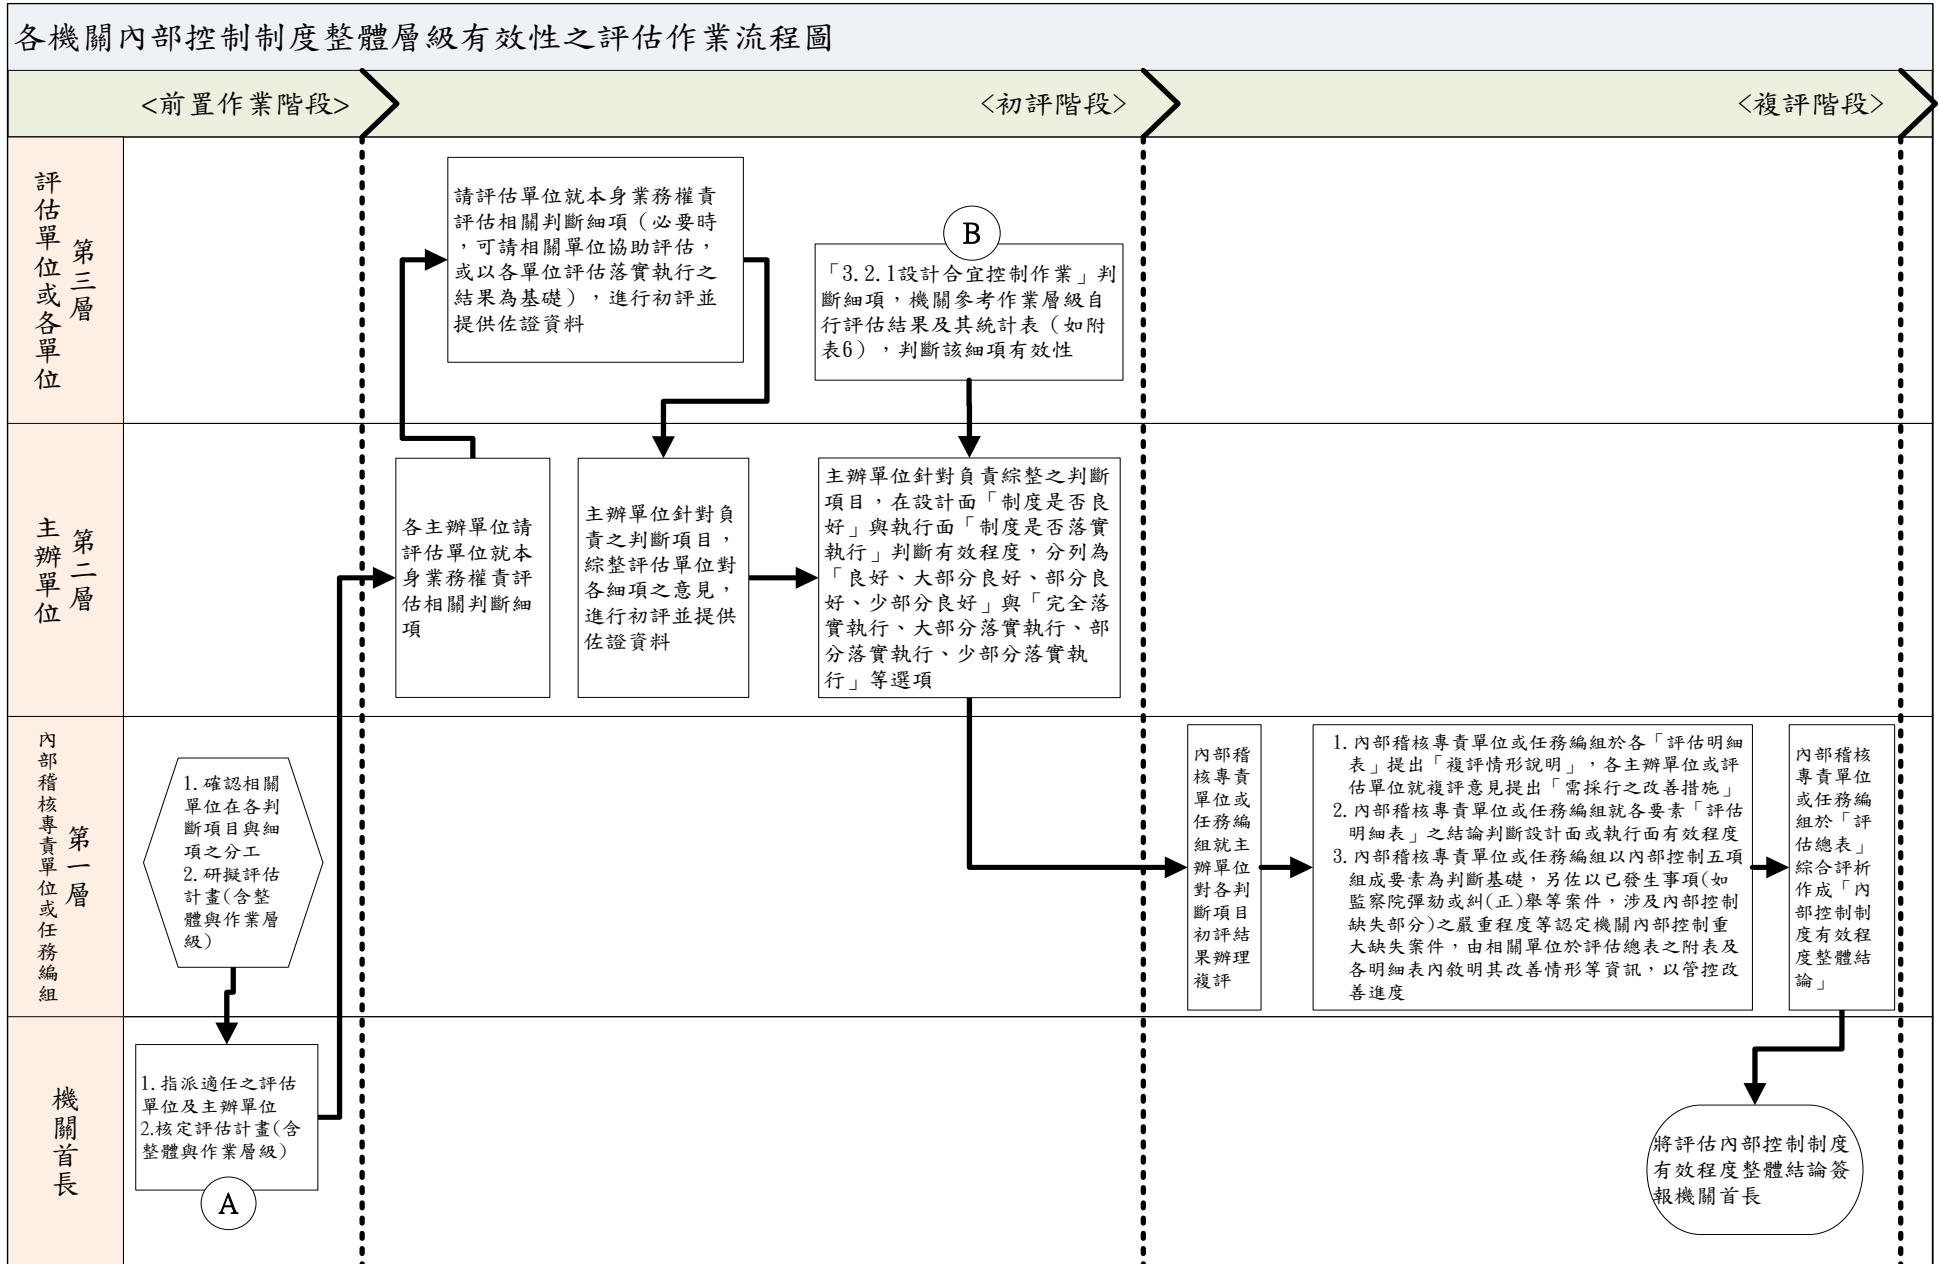 各機關內部控制制度整體層級有效性之評估作業流程圖
<前置作業階段>
<初評階段>
<複評階段>
第三層
評估單位或各單位
請評估單位就本身業務權責
評估相關判斷細項（必要時
，可請相關單位協助評估，
或以各單位評估落實執行之
結果為基礎），進行初評並
提供佐證資料
B
「3.2.1設計合宜控制作業」判
斷細項，機關參考作業層級自
行評估結果及其統計表（如附
表6），判斷該細項有效性
第二層
主辦單位
各主辦單位請
評估單位就本
身業務權責評
估相關判斷細
項
主辦單位針對負
責之判斷項目，
綜整評估單位對
各細項之意見，
進行初評並提供
佐證資料
主辦單位針對負責綜整之判斷
項目，在設計面「制度是否良
好」與執行面「制度是否落實
執行」判斷有效程度，分列為
「良好、大部分良好、部分良
好、少部分良好」與「完全落
實執行、大部分落實執行、部
分落實執行、少部分落實執
行」等選項
第一層
內部稽核專責單位或任務編組
1.確認相關
單位在各判
斷項目與細
項之分工
2.研擬評估
計畫(含整
體與作業層
級)
內部稽
核專責
單位或
任務編
組就主
辦單位
對各判
斷項目
初評結
果辦理
複評
1.內部稽核專責單位或任務編組於各「評估明細
表」提出「複評情形說明」，各主辦單位或評
估單位就複評意見提出「需採行之改善措施」
2.內部稽核專責單位或任務編組就各要素「評估
明細表」之結論判斷設計面或執行面有效程度
3.內部稽核專責單位或任務編組以內部控制五項
組成要素為判斷基礎，另佐以已發生事項(如
監察院彈劾或糾(正)舉等案件，涉及內部控制
缺失部分)之嚴重程度等認定機關內部控制重
大缺失案件，由相關單位於評估總表之附表及
各明細表內敘明其改善情形等資訊，以管控改
善進度
內部稽核
專責單位
或任務編
組於「評
估總表」
綜合評析
作成「內
部控制制
度有效程
度整體結
論」
機關首長
1.指派適任之評估
單位及主辦單位
2.核定評估計畫(含
整體與作業層級)
A
將評估內部控制制度
有效程度整體結論簽
報機關首長